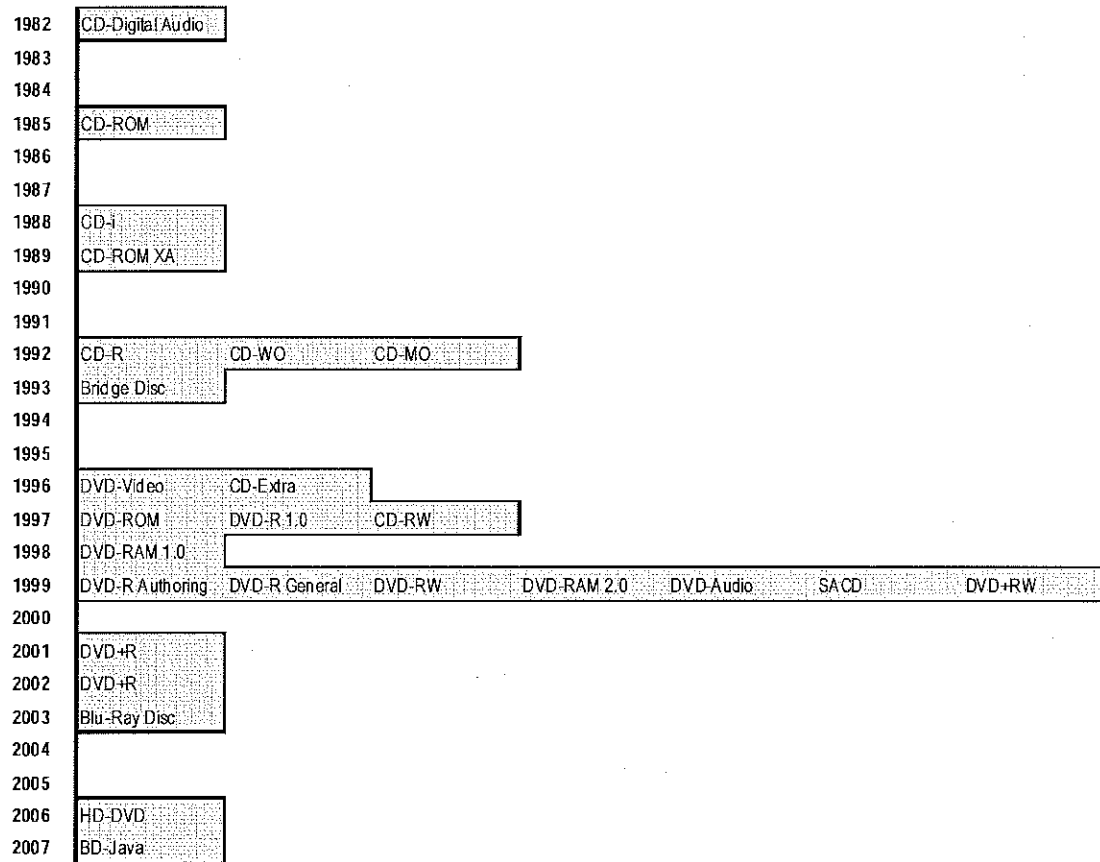 1982 CD-Digital Audio
1983
1984
1985 CD-ROM
1986
1987
1988 CD-i
1989 CD-ROM XA
1990
1991
1992 CD-R CD-WO CD-MO
1993 Bridge Disc
1994
1995
1996 DVD-Video CD-Extra
1997 DVD-ROM DVD-R 1.0 CD-RW
1998 DVD-RAM 1.0
1999 DVD-R Authoring DVD-R General DVD-RW DVD-RAM 2.0 DVD-Audio SACD DVD+RW
2000
2001 DVD+R
2002 DVD+R
2003 Blu-Ray Disc
2004
2005
2006 HD-DVD
2007 BD-Java